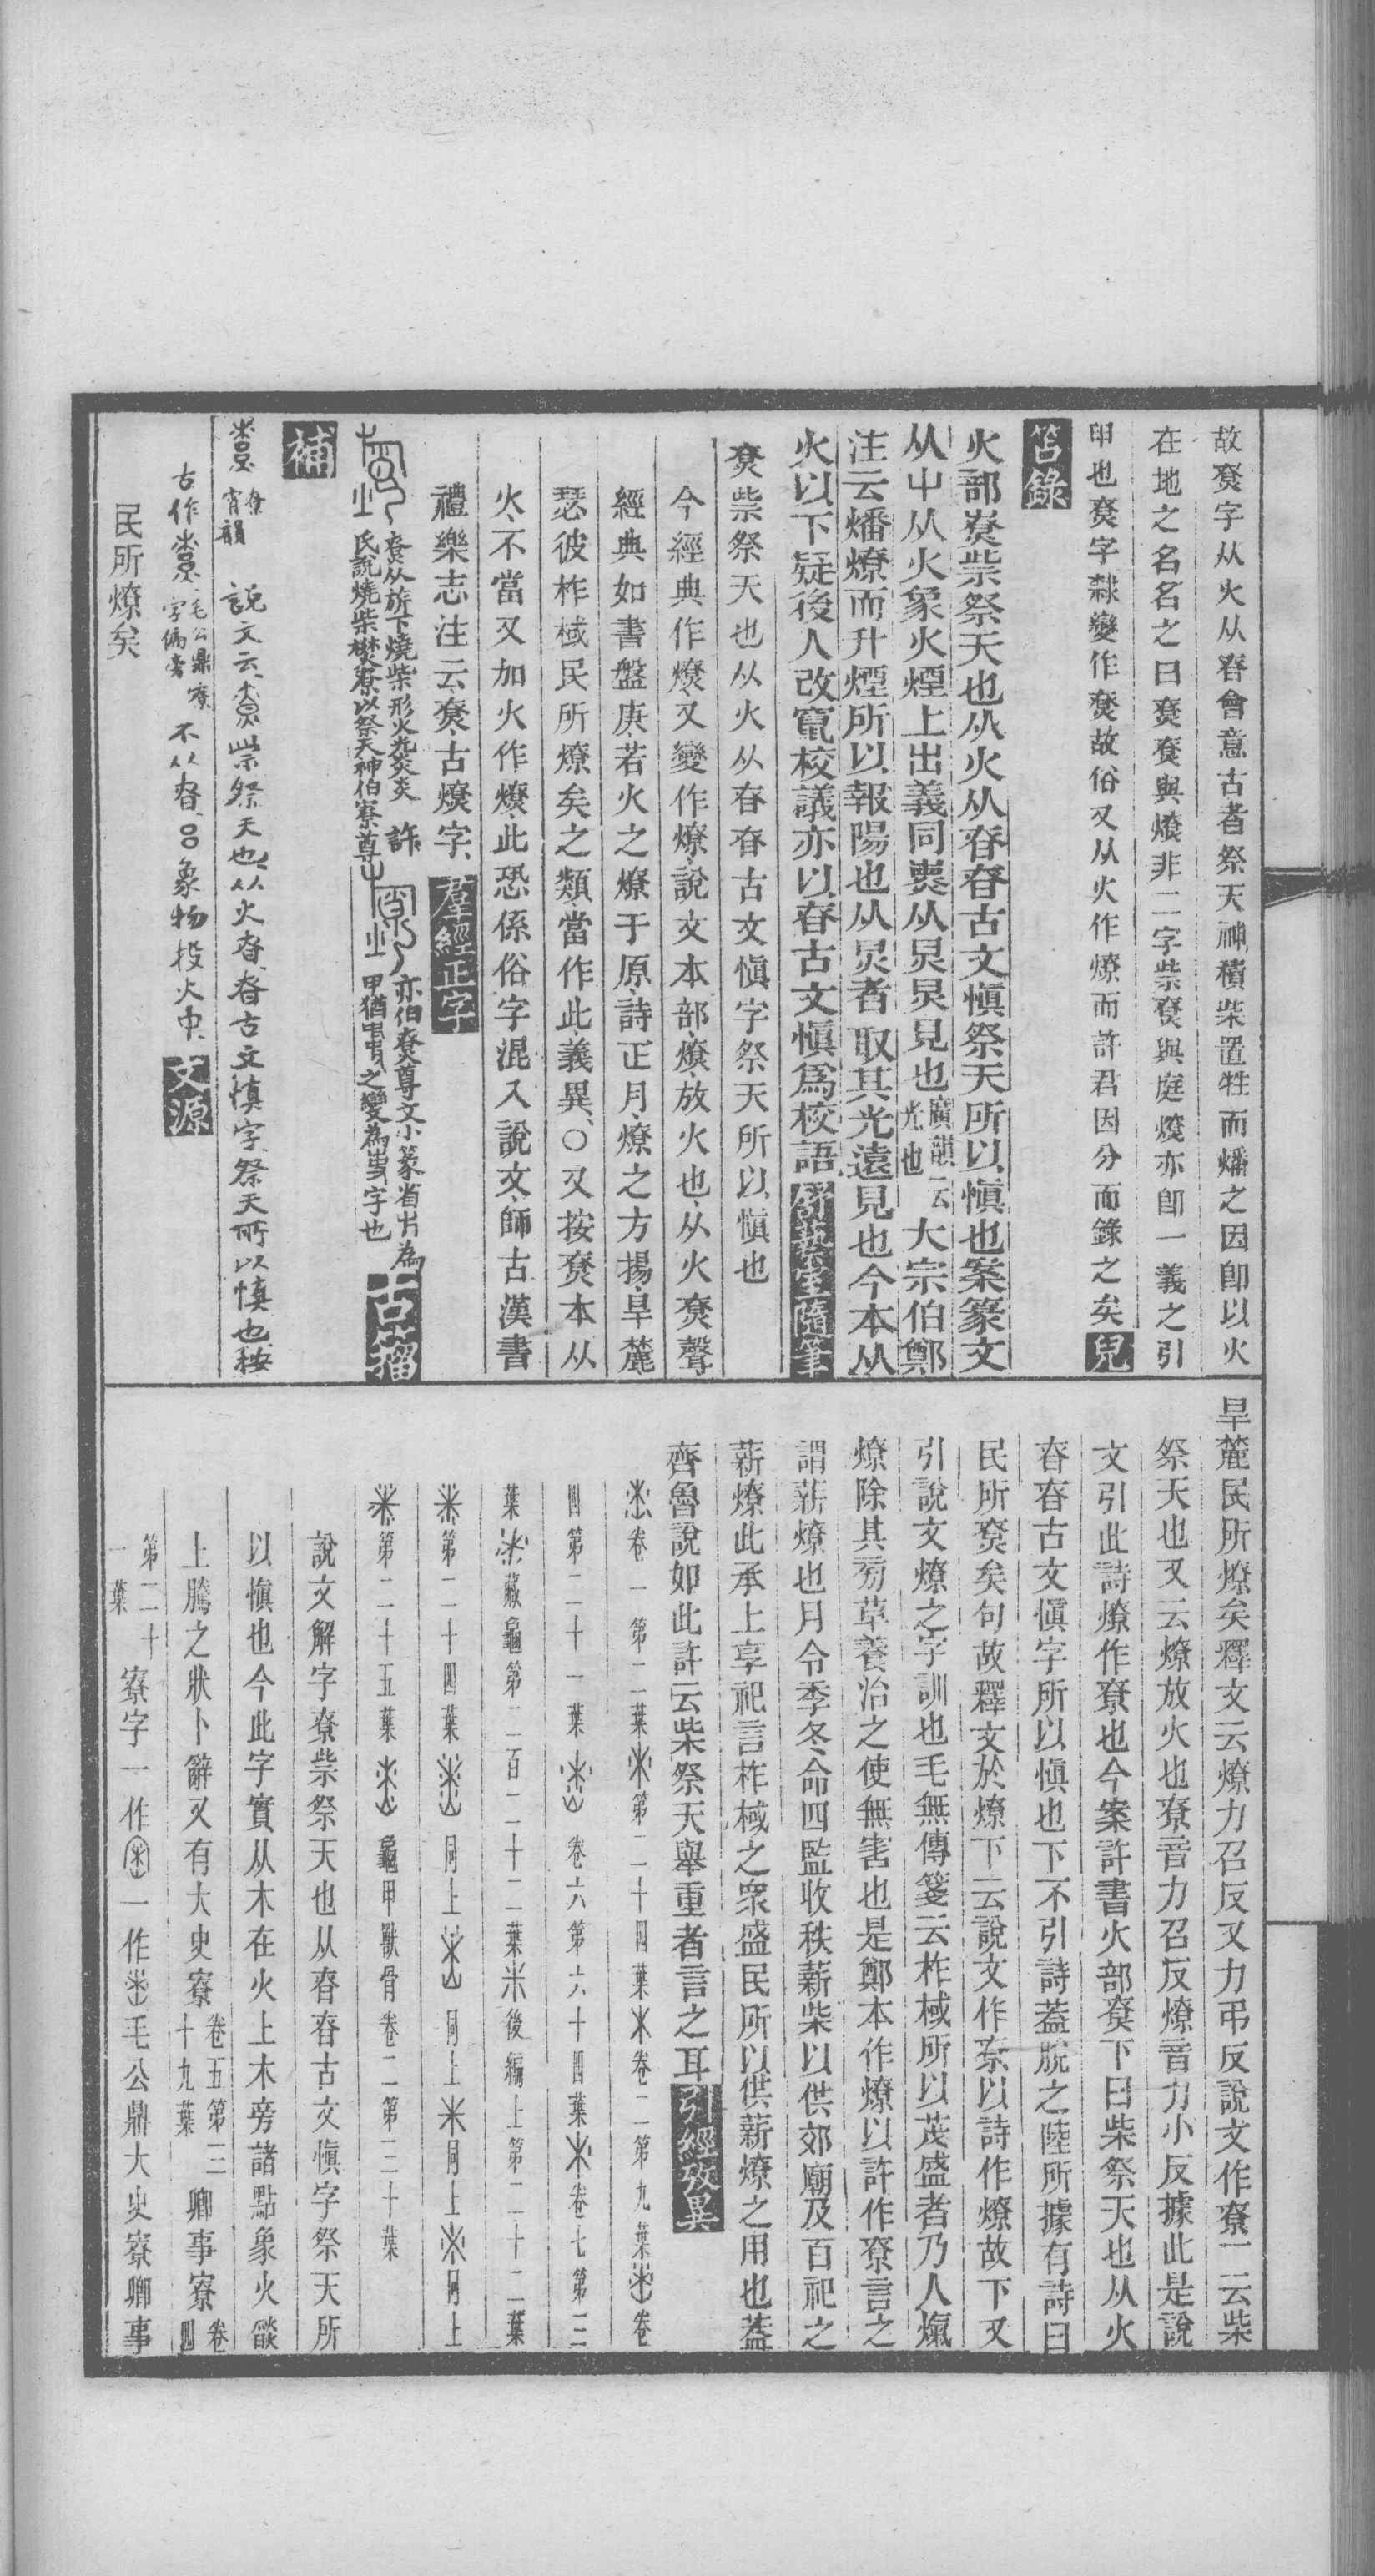 故尞字从火从昚會意古者祭天神積柴置牲而燔之因卽以火
在地之名名之曰尞尞與燎非二字柴尞與庭燎亦卽一義之引
申也尞字隸變作尞故俗又从火作燎而許君因分而錄之矣兒
笘錄
火部尞柴祭天也从火从昚昚古文愼祭天所以愼也案篆文
从屮从火象火煙上出義同㷼从炅炅見也廣韻云光也大宗伯鄭
注云燔燎而升煙所以報陽也从炅者取其光遠見也今本从
火以下疑後人改竄校議亦以昚古文愼爲校語舒藝室隨筆
尞柴祭天也从火从昚昚古文愼字祭天所以愼也
今經典作燎又變作燎說文本部燎放火也从火尞聲
經典如書盤庚若火之燎于原詩正月燎之方揚旱麓
瑟彼柞棫民所燎矣之類當作此義異○又按尞本从
火不當又加火作燎此恐係俗字混入說文師古漢書
禮樂志注云尞古燎字羣經正字
尞从旅下燒柴形火光炎炎許氏說燒柴樊尞以祭天神伯寮尊
亦伯尞尊文小篆省屮為甲猶𤰔之變為𤰔字也古籀
補
尞宵韻說文云尞柴祭天也从火昚昚古文愼字祭天所以愼也按
古作尞毛公鼎寮字偏旁不从昚呂象物投火中文源
民所燎矣
旱麓民所燎矣釋文云燎力召反又力弔反說文作尞一云柴
祭天也又云燎放火也尞音力召反燎音力小反據此是說
文引此詩燎作尞也今案許書火部尞下曰柴祭天也从火
昚昚古文愼字所以愼也下不引詩蓋脫之陸所據有詩曰
民所尞矣句故釋文於燎下云說文作尞以詩作燎故下又
引說文燎之字訓也毛無傳箋云柞棫所以茂盛者乃人熂
燎除其旁草養治之使無害也是鄭本作燎以許作尞言之
謂薪燎也月令季冬命四監收秩薪柴以供郊廟及百祀之
薪燎此承上享祀言柞棫之衆盛民所以供薪燎之用也蓋
齊魯說如此許云柴祭天舉重者言之耳引經攷異
卷一第二葉第二十四葉卷二第九葉卷
四第二十一葉卷六第六十四葉卷七第三
葉藏龜第二百二十二葉後編上第二十二葉
第二十四葉同上同上同上同上
第二十五葉龜甲獸骨卷二第三十葉
說文解字尞柴祭天也从昚昚古文愼字祭天所
以愼也今此字實从木在火上木旁諸點象火燄
上騰之狀卜辭又有大史寮卷五第三十九葉卿事寮卷四
第二十一葉寮字一作一作毛公鼎大史寮卿事